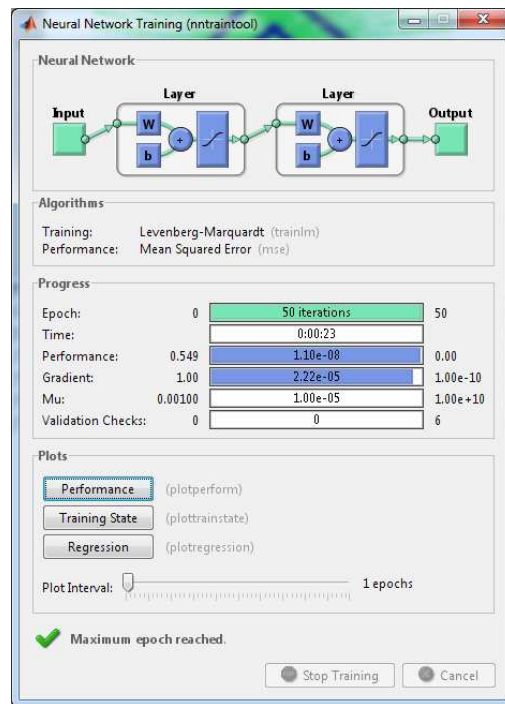 Neural Network Training (nntraintool)
Neural Network
Layer Layer
Input Output
W W
b b
+ +
Algorithms
Training: Levenberg-Marquardt (trainlm)
Performance: Mean Squared Error (mse)
Progress
Epoch: 0 50 iterations 50
Time: 0:00:23
Performance: 0.549 1.10e-08 0.00
Gradient: 1.00 2.22e-05 1.00e-10
Mu: 0.00100 1.00e-05 1.00e+10
Validation Checks: 0 0 6
Plots
Performance (plotperform)
Training State (plottrainstate)
Regression (plotregression)
Plot Interval: 1 epochs
Maximum epoch reached.
Stop Training Cancel